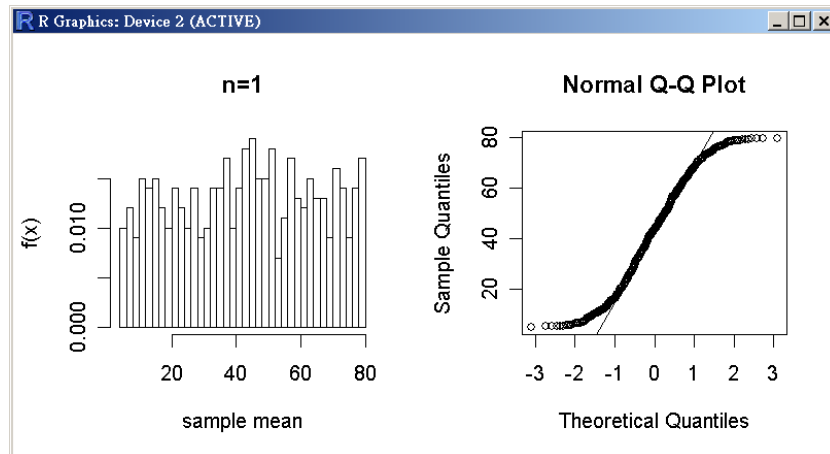 R Graphics: Device 2 (ACTIVE)
n=1
f(x)
0.000
0.010
20
40
60
80
sample mean
Normal Q-Q Plot
Sample Quantiles
20
40
60
80
-3
-2
-1
0
1
2
3
Theoretical Quantiles